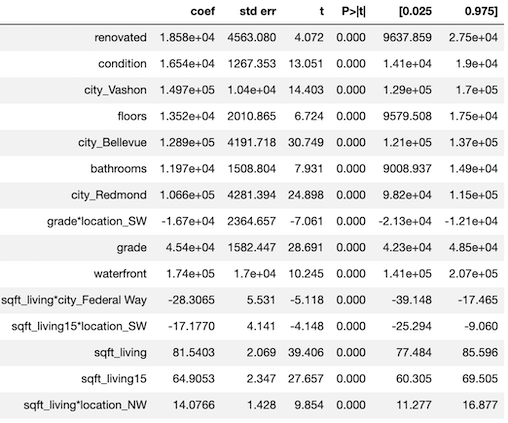 coef std err t P>|t| [0.025 0.975]
renovated 1.858e+04 4563.080 4.072 0.000 9637.859 2.75e+04
condition 1.654e+04 1267.353 13.051 0.000 1.41e+04 1.9e+04
city_Vashon 1.497e+05 1.04e+04 14.403 0.000 1.29e+05 1.7e+05
floors 1.352e+04 2010.865 6.724 0.000 9579.508 1.75e+04
city_Bellevue 1.289e+05 4191.718 30.749 0.000 1.21e+05 1.37e+05
bathrooms 1.197e+04 1508.804 7.931 0.000 9008.937 1.49e+04
city_Redmond 1.066e+05 4281.394 24.898 0.000 9.82e+04 1.15e+05
grade*location_SW -1.67e+04 2364.657 -7.061 0.000 -2.13e+04 -1.21e+04
grade 4.54e+04 1582.447 28.691 0.000 4.23e+04 4.85e+04
waterfront 1.74e+05 1.7e+04 10.245 0.000 1.41e+05 2.07e+05
sqft_living*city_Federal Way -28.3065 5.531 -5.118 0.000 -39.148 -17.465
sqft_living15*location_SW -17.1770 4.141 -4.148 0.000 -25.294 -9.060
sqft_living 81.5403 2.069 39.406 0.000 77.484 85.596
sqft_living15 64.9053 2.347 27.657 0.000 60.305 69.505
sqft_living*location_NW 14.0766 1.428 9.854 0.000 11.277 16.877